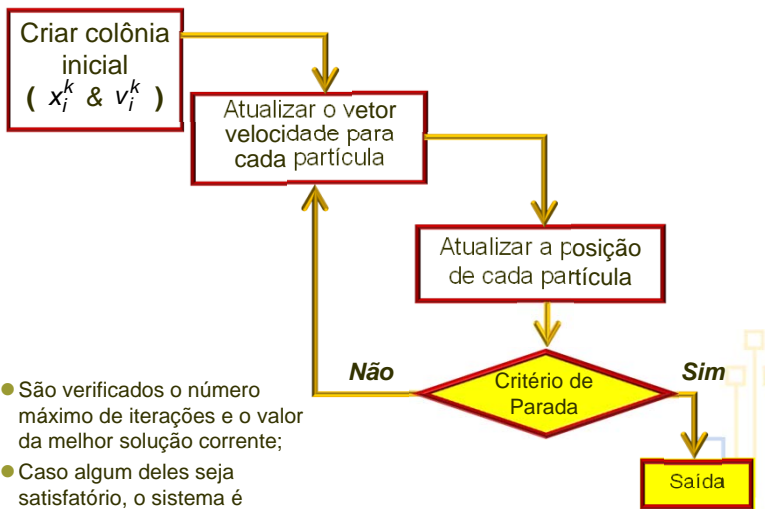 Criar colônia
inicial
( x_i^k & v_i^k )
Atualizar o vetor
velocidade para
cada partícula
Atualizar a posição
de cada partícula
Não
Critério de
Parada
Sim
Saída
São verificados o número
máximo de iterações e o valor
da melhor solução corrente;
Caso algum deles seja
satisfatório, o sistema é